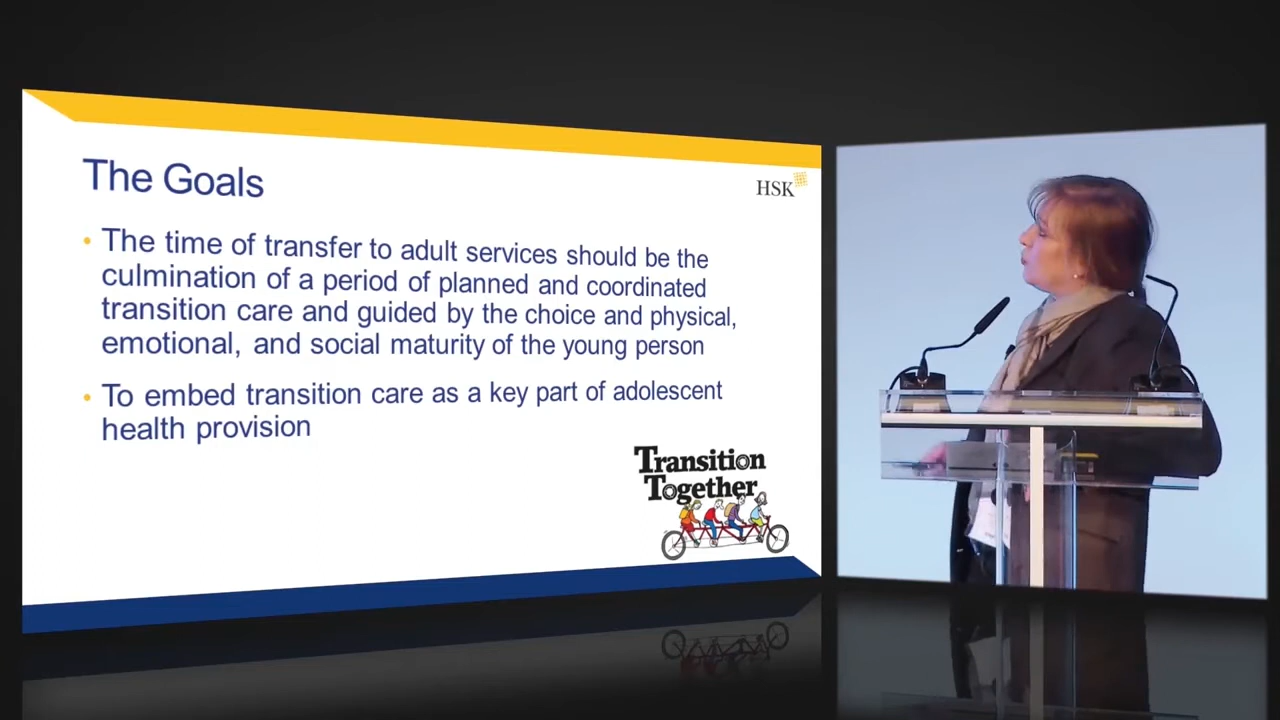 The Goals
HSK
• The time of transfer to adult services should be the
culmination of a period of planned and coordinated
transition care and guided by the choice and physical,
emotional, and social maturity of the young person
• To embed transition care as a key part of adolescent
health provision
Transition
Together